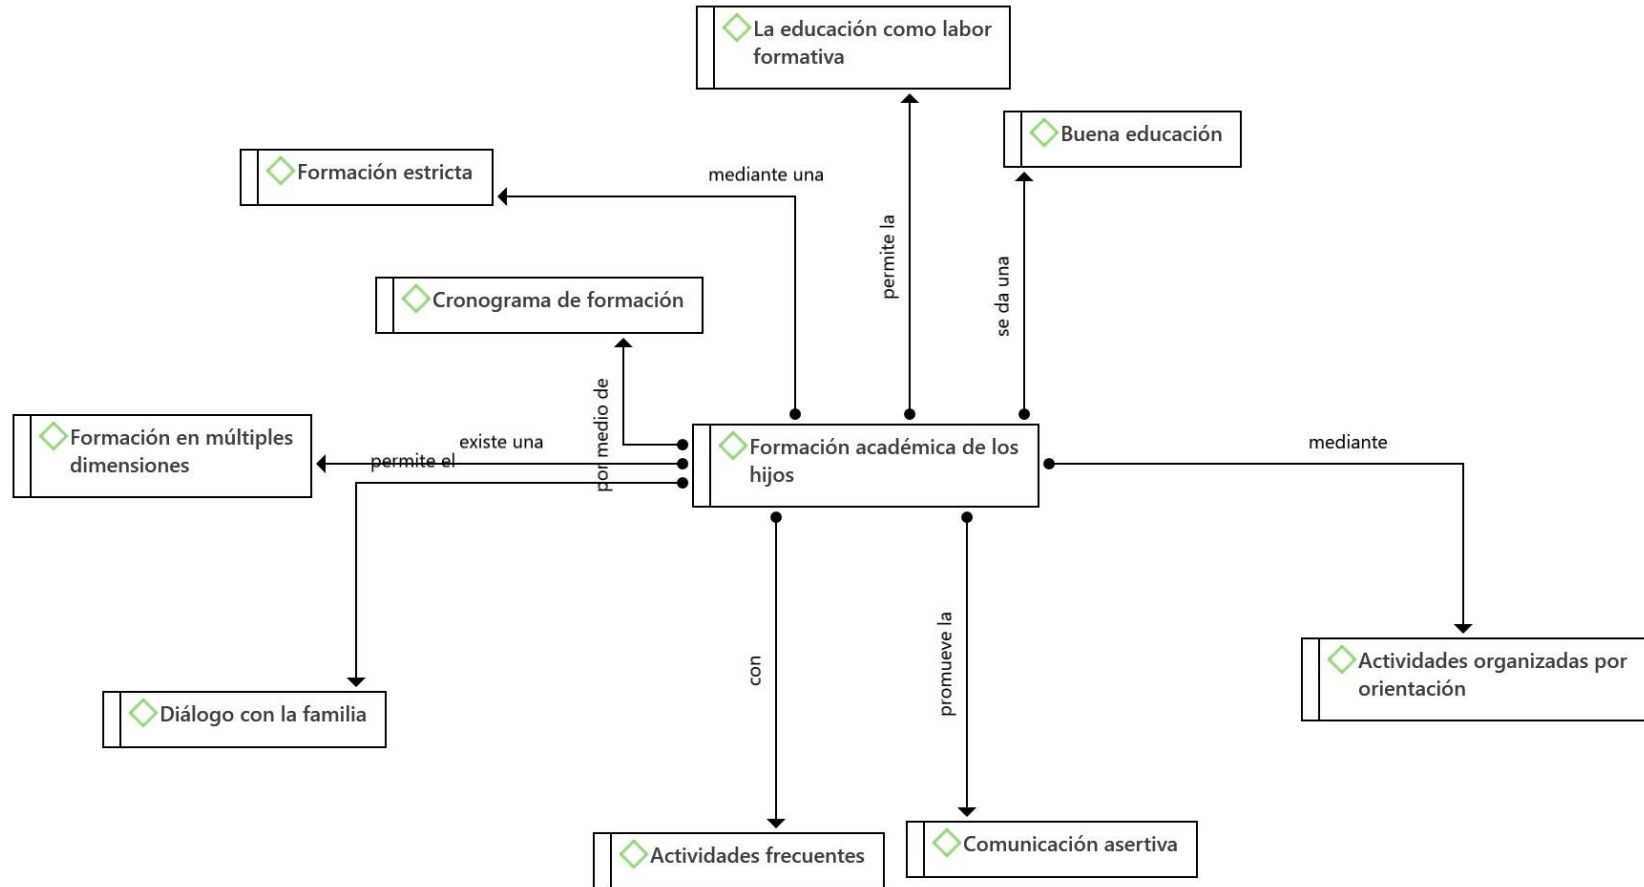 La educación como labor
formativa
Buena educación
Formación estricta
mediante una
permite la
se da una
Cronograma de formación
por medio de
Formación en múltiples
dimensiones
existe una
permite el
Formación académica de los
hijos
mediante
con
promueve la
Actividades organizadas por
orientación
Diálogo con la familia
Actividades frecuentes
Comunicación asertiva